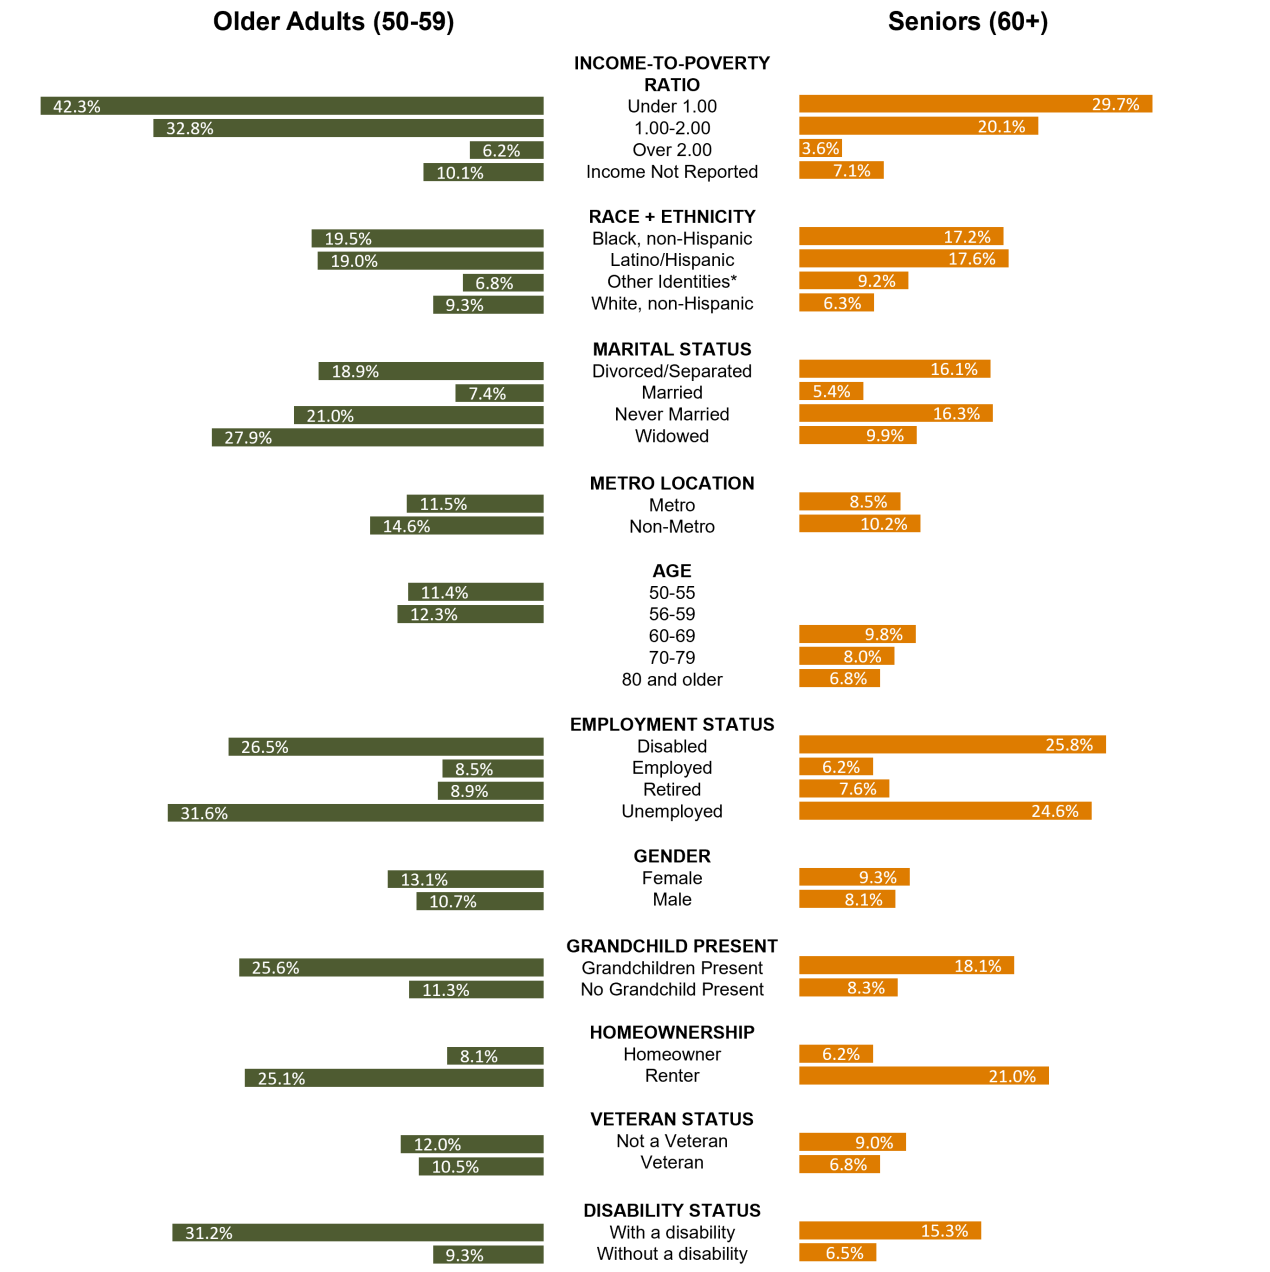 Older Adults (50-59) Seniors (60+)
INCOME-TO-POVERTY
RATIO
42.3% Under 1.00 29.7%
32.8% 1.00-2.00 20.1%
6.2% Over 2.00 3.6%
10.1% Income Not Reported 7.1%
RACE + ETHNICITY
19.5% Black, non-Hispanic 17.2%
19.0% Latino/Hispanic 17.6%
6.8% Other Identities* 9.2%
9.3% White, non-Hispanic 6.3%
MARITAL STATUS
18.9% Divorced/Separated 16.1%
7.4% Married 5.4%
21.0% Never Married 16.3%
27.9% Widowed 9.9%
METRO LOCATION
11.5% Metro 8.5%
14.6% Non-Metro 10.2%
AGE
11.4% 50-55
12.3% 56-59
60-69 9.8%
70-79 8.0%
80 and older 6.8%
EMPLOYMENT STATUS
26.5% Disabled 25.8%
8.5% Employed 6.2%
8.9% Retired 7.6%
31.6% Unemployed 24.6%
GENDER
13.1% Female 9.3%
10.7% Male 8.1%
GRANDCHILD PRESENT
25.6% Grandchildren Present 18.1%
11.3% No Grandchild Present 8.3%
HOMEOWNERSHIP
8.1% Homeowner 6.2%
25.1% Renter 21.0%
VETERAN STATUS
12.0% Not a Veteran 9.0%
10.5% Veteran 6.8%
DISABILITY STATUS
31.2% With a disability 15.3%
9.3% Without a disability 6.5%